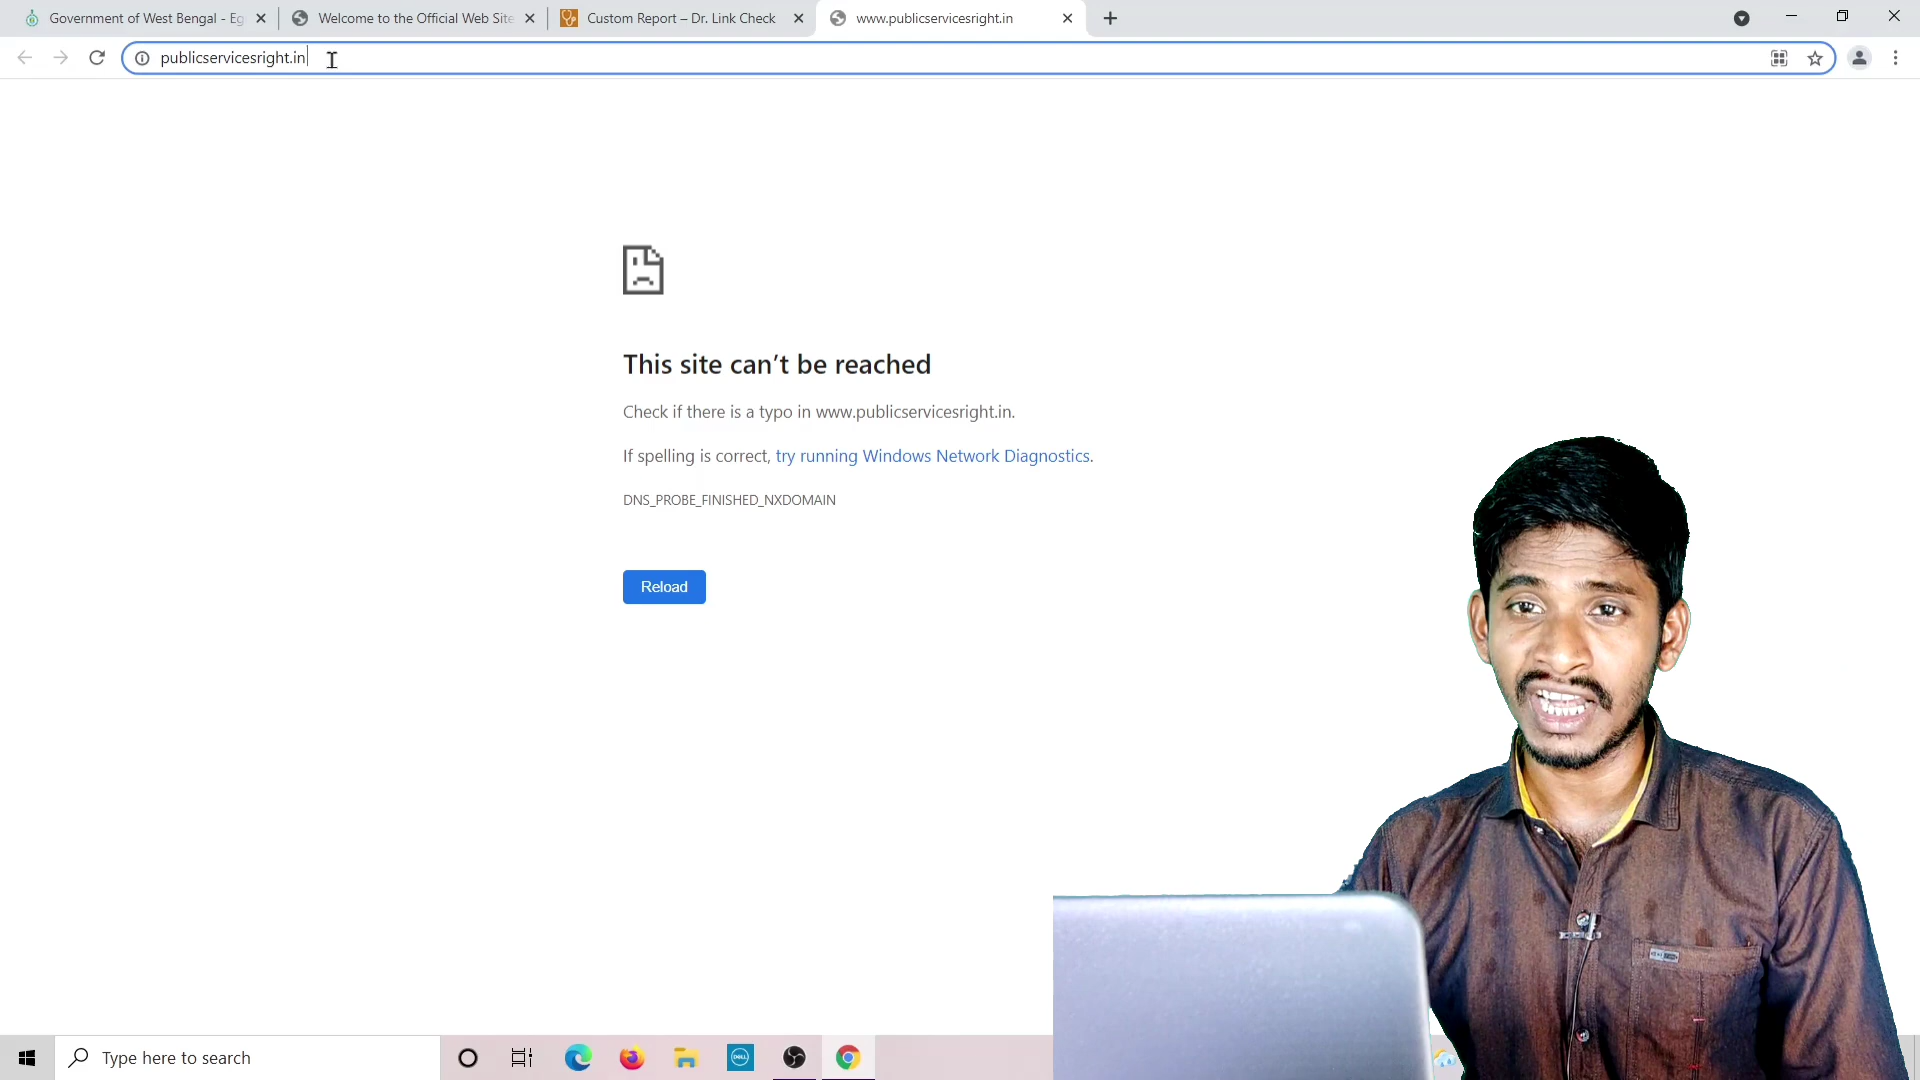 Government of West Bengal - Eg
Welcome to the Official Web Site
Custom Report – Dr. Link Check
www.publicservicesright.in
publicservicesright.in
This site can’t be reached
Check if there is a typo in www.publicservicesright.in.
If spelling is correct, try running Windows Network Diagnostics.
DNS_PROBE_FINISHED_NXDOMAIN
Reload
Type here to search
DELL